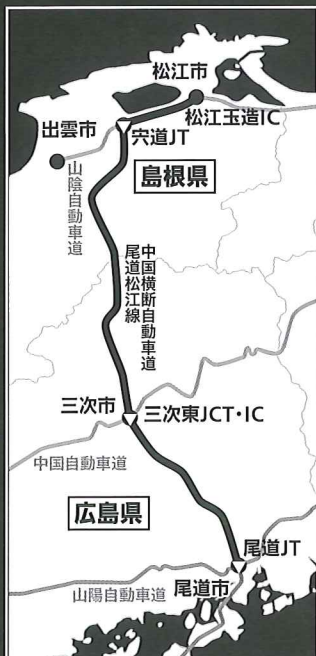 松江市
松江玉造IC
出雲市
宍道JT
山陰自動車道
島根県
中国横断自動車道
尾道松江線
三次市
三次東JCT・IC
中国自動車道
広島県
尾道JT
尾道市
山陽自動車道